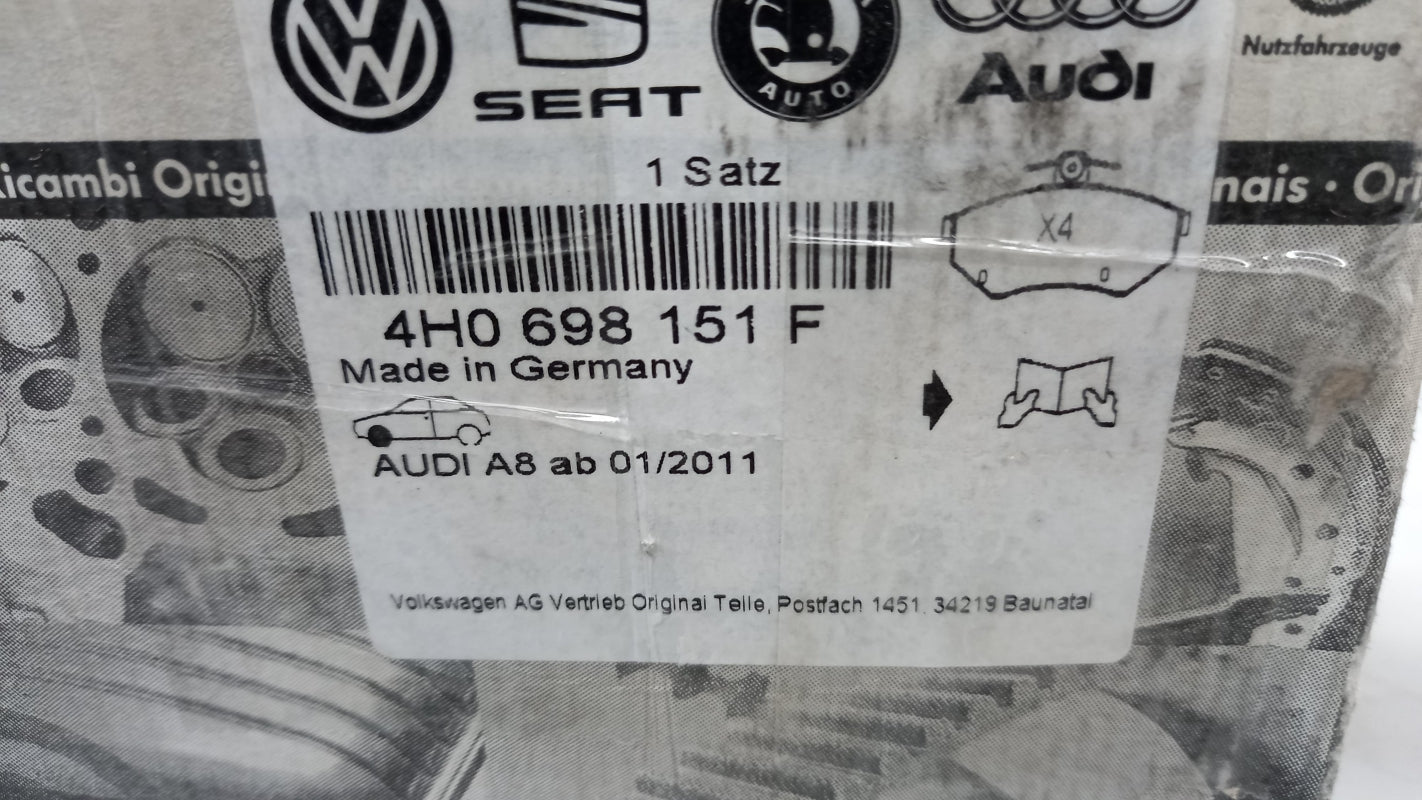 Nutzfahrzeuge
SEAT
AUTO
Audi
icambi Origi
1 Satz
nais · Ori
X4
4H0 698 151 F
Made in Germany
AUDI A8 ab 01/2011
Volkswagen AG Vertrieb Original Teile, Postfach 1451, 34219 Baunatal